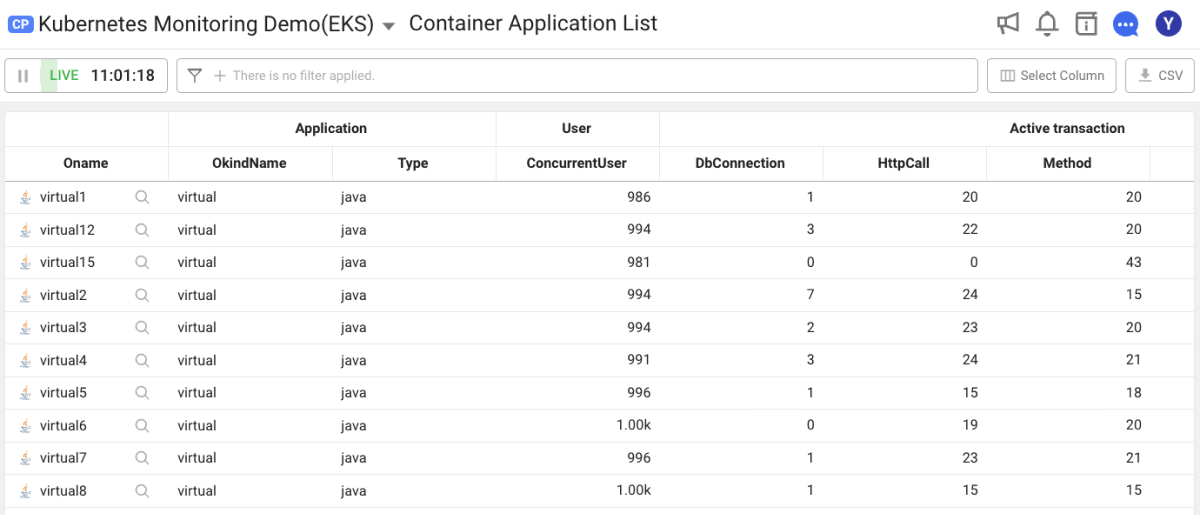 CP Kubernetes Monitoring Demo(EKS) Container Application List Y
LIVE 11:01:18 There is no filter applied. Select Column CSV
Application User Active transaction
Oname OkindName Type ConcurrentUser DbConnection HttpCall Method
virtual1 virtual java 986 1 20 20
virtual12 virtual java 994 3 22 20
virtual15 virtual java 981 0 0 43
virtual2 virtual java 994 7 24 15
virtual3 virtual java 994 2 23 20
virtual4 virtual java 991 3 24 21
virtual5 virtual java 996 1 15 18
virtual6 virtual java 1.00k 0 19 20
virtual7 virtual java 996 1 23 21
virtual8 virtual java 1.00k 1 15 15